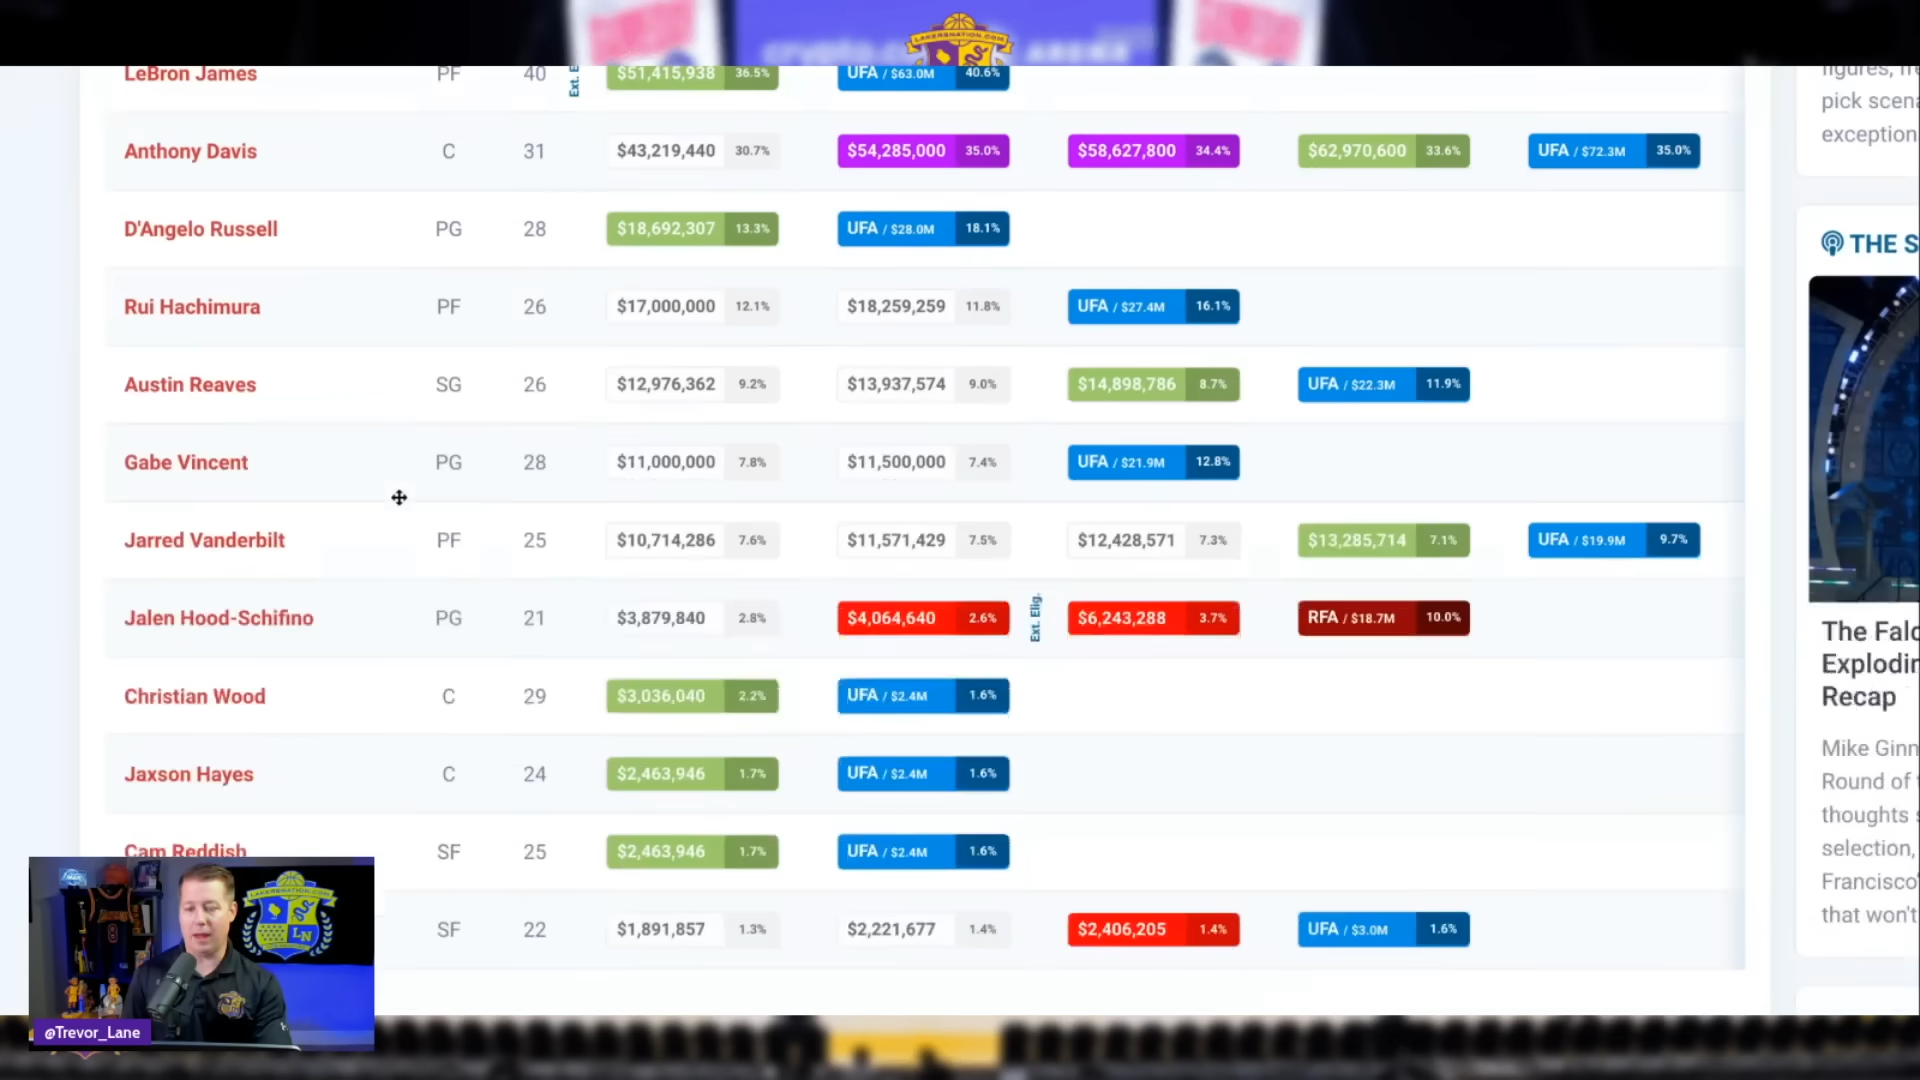 LAKERSNATION.COM
LeBron James PF 40 Ext. E $51,415,938 36.5% UFA / $63.0M 40.6%
Anthony Davis C 31 $43,219,440 30.7% $54,285,000 35.0% $58,627,800 34.4% $62,970,600 33.6% UFA / $72.3M 35.0%
D'Angelo Russell PG 28 $18,692,307 13.3% UFA / $28.0M 18.1%
Rui Hachimura PF 26 $17,000,000 12.1% $18,259,259 11.8% UFA / $27.4M 16.1%
Austin Reaves SG 26 $12,976,362 9.2% $13,937,574 9.0% $14,898,786 8.7% UFA / $22.3M 11.9%
Gabe Vincent PG 28 $11,000,000 7.8% $11,500,000 7.4% UFA / $21.9M 12.8%
Jarred Vanderbilt PF 25 $10,714,286 7.6% $11,571,429 7.5% $12,428,571 7.3% $13,285,714 7.1% UFA / $19.9M 9.7%
Jalen Hood-Schifino PG 21 $3,879,840 2.8% $4,064,640 2.6% Ext. Elig. $6,243,288 3.7% RFA / $18.7M 10.0%
Christian Wood C 29 $3,036,040 2.2% UFA / $2.4M 1.6%
Jaxson Hayes C 24 $2,463,946 1.7% UFA / $2.4M 1.6%
Cam Reddish SF 25 $2,463,946 1.7% UFA / $2.4M 1.6%
SF 22 $1,891,857 1.3% $2,221,677 1.4% $2,406,205 1.4% UFA / $3.0M 1.6%
figures, fr
pick scena
exception
THE S
The Falc
Explodin
Recap
Mike Ginn
Round of
thoughts s
selection,
Francisco'
that won't
LAKERSNATION.COM
LN
@Trevor_Lane